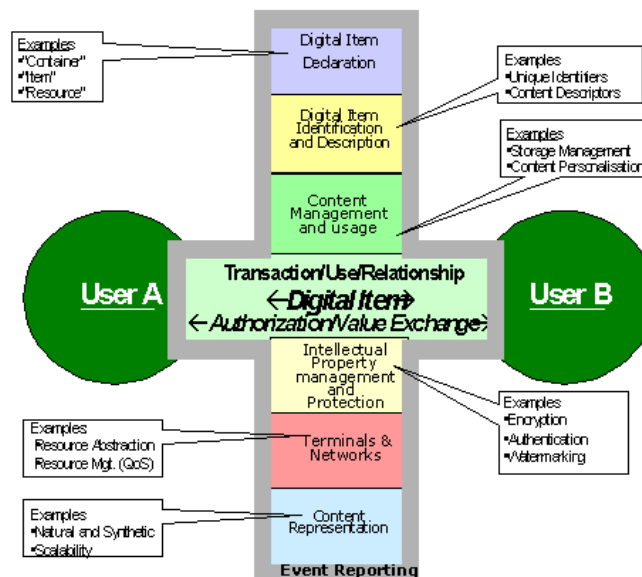 Examples
•"Container"
•"Item"
•"Resource"
Digital Item
Declaration
Examples
•Unique Identifiers
•Content Descriptors
Digital Item
Identification
and Description
Examples
•Storage Management
•Content Personalisation
Content
Management
and usage
User A
Transaction/Use/Relationship
←Digital Item→
←Authorization/Value Exchange→
User B
Intellectual
Property
management
and
Protection
Examples
•Encryption
•Authentication
•Watermarking
Examples
Resource Abstraction
Resource Mgt. (QoS)
Terminals &
Networks
Examples
•Natural and Synthetic
•Scalability
Content
Representation
Event Reporting